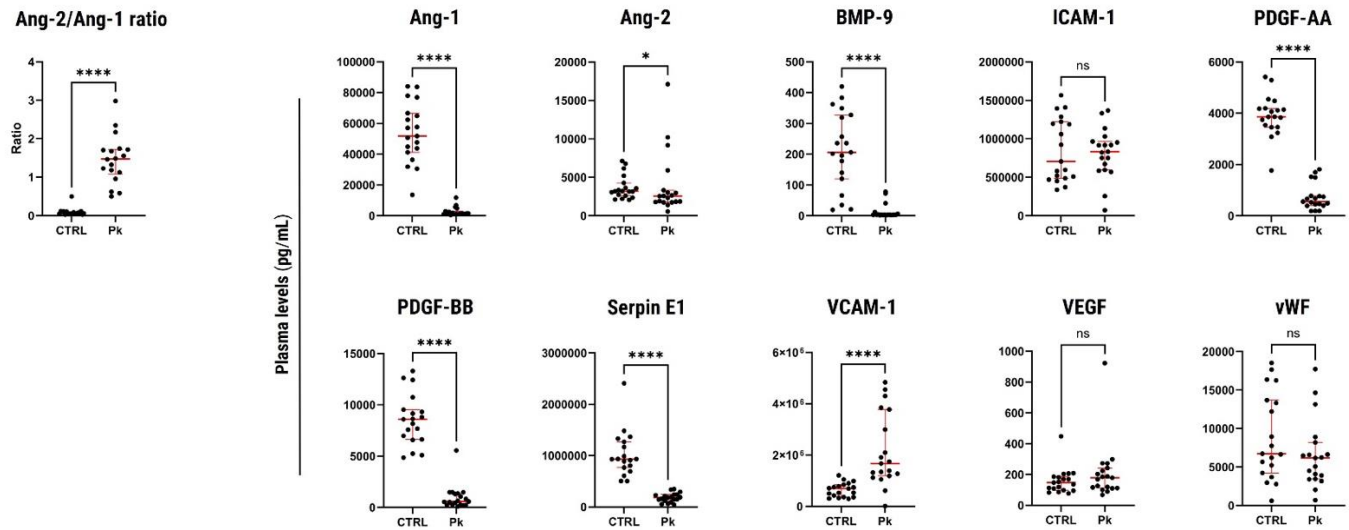 Ang-2/Ang-1 ratio
Ang-1
Ang-2
BMP-9
ICAM-1
PDGF-AA
****
****
*
****
ns
****
4
3
2
1
0
Ratio
CTRL Pk
100000
80000
60000
40000
20000
0
CTRL Pk
20000
15000
10000
5000
0
CTRL Pk
500
400
300
200
100
0
CTRL Pk
2000000
1500000
1000000
500000
0
CTRL Pk
6000
4000
2000
0
CTRL Pk
Plasma levels (pg/mL)
PDGF-BB
Serpin E1
VCAM-1
VEGF
vWF
****
****
****
ns
ns
15000
10000
5000
0
CTRL Pk
3000000
2000000
1000000
0
CTRL Pk
6×10⁶
4×10⁶
2×10⁶
0
CTRL Pk
1000
800
600
400
200
0
CTRL Pk
20000
15000
10000
5000
0
CTRL Pk